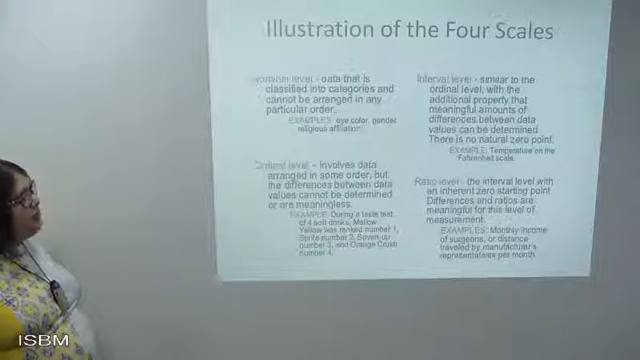 Illustration of the Four Scales
Nominal level - data that is
classified into categories and
cannot be arranged in any
particular order.
EXAMPLES: eye color, gender,
religious affiliation.
Ordinal level – involves data
arranged in some order, but
the differences between data
values cannot be determined
or are meaningless.
EXAMPLE: During a taste test
of 4 soft drinks, Mellow
Yellow was ranked number 1,
Sprite number 2, Seven-up
number 3, and Orange Crush
number 4.
Interval level - similar to the
ordinal level, with the
additional property that
meaningful amounts of
differences between data
values can be determined.
There is no natural zero point.
EXAMPLE: Temperature on the
Fahrenheit scale.
Ratio level - the interval level with
an inherent zero starting point.
Differences and ratios are
meaningful for this level of
measurement.
EXAMPLES: Monthly income
of surgeons, or distance
traveled by manufacturer's
representatives per month.
ISBM